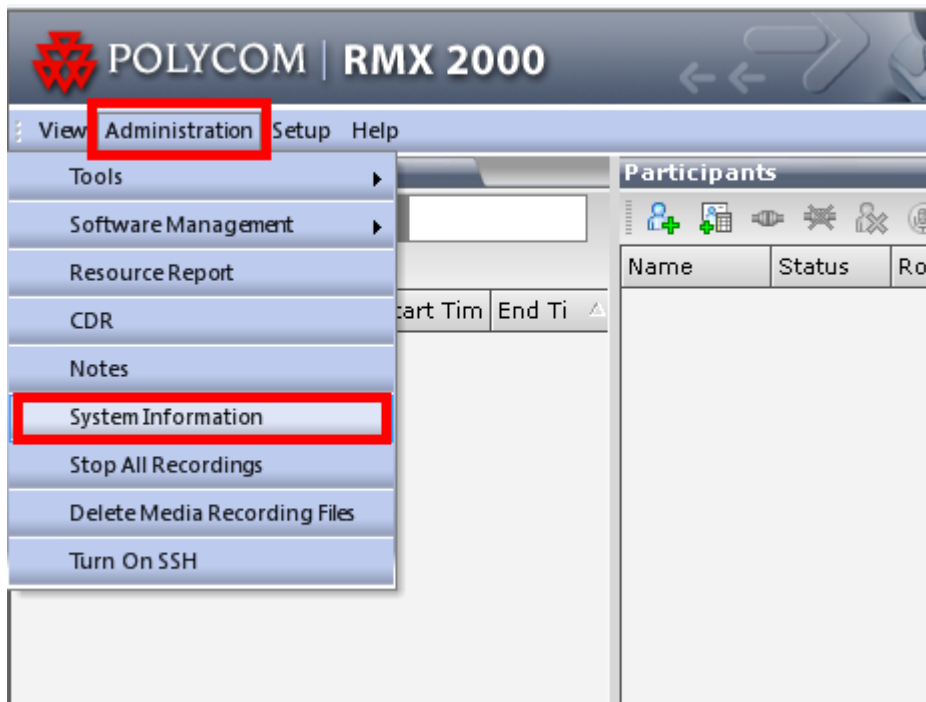 POLYCOM | RMX 2000
View Administration Setup Help
Tools
Participants
Software Management
Resource Report
Name Status Ro
CDR
tart Tim End Ti
Notes
System Information
Stop All Recordings
Delete Media Recording Files
Turn On SSH